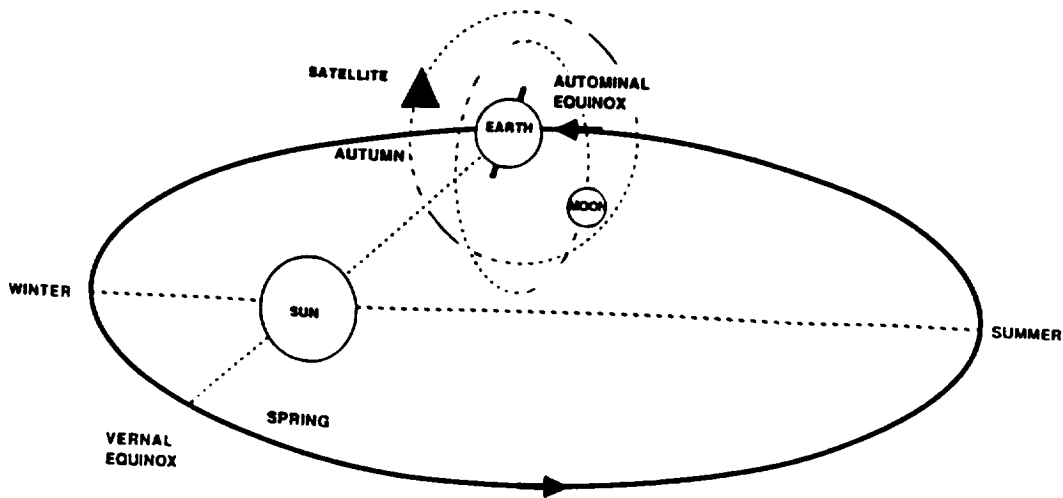 SATELLITE
AUTOMINAL
EQUINOX
EARTH
AUTUMN
MOON
WINTER
SUN
SUMMER
SPRING
VERNAL
EQUINOX